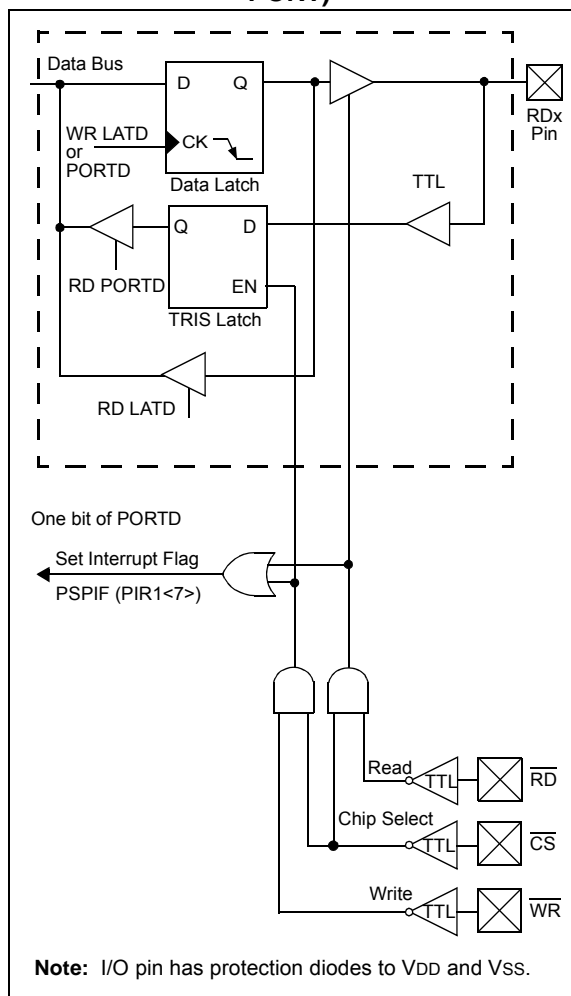 PORT)
Data Bus
D Q
WR LATD
or
PORTD
CK
Data Latch
RDx
Pin
TTL
Q D
RD PORTD
EN
TRIS Latch
RD LATD
One bit of PORTD
Set Interrupt Flag
PSPIF (PIR1<7>)
Read
TTL
RD
Chip Select
TTL
CS
Write
TTL
WR
Note: I/O pin has protection diodes to VDD and VSS.